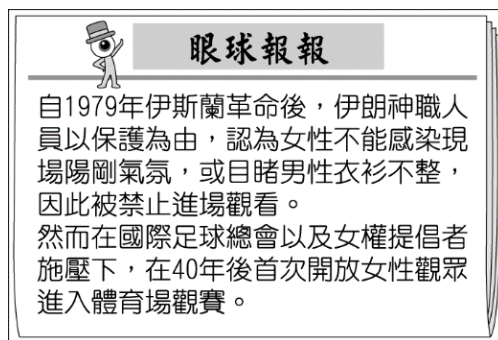 眼球報報
自1979年伊斯蘭革命後，伊朗神職人
員以保護為由，認為女性不能感染現
場陽剛氣氛，或目睹男性衣衫不整，
因此被禁止進場觀看。
然而在國際足球總會以及女權提倡者
施壓下，在40年後首次開放女性觀眾
進入體育場觀賽。